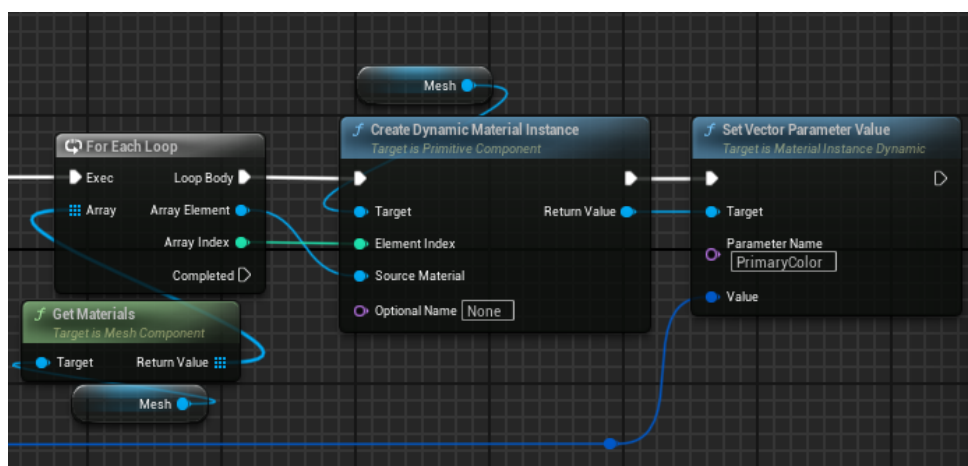 Mesh
For Each Loop
Exec
Loop Body
Array
Array Element
Array Index
Completed
Create Dynamic Material Instance
Target is Primitive Component
Target
Return Value
Element Index
Source Material
Optional Name None
Set Vector Parameter Value
Target is Material Instance Dynamic
Target
Parameter Name
PrimaryColor
Value
Get Materials
Target is Mesh Component
Target
Return Value
Mesh